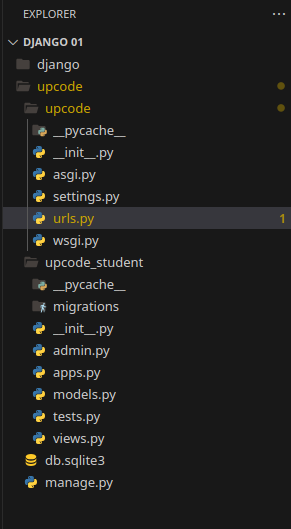 EXPLORER ...
DJANGO 01
django
upcode
upcode
__pycache__
__init__.py
asgi.py
settings.py
urls.py 1
wsgi.py
upcode_student
__pycache__
migrations
__init__.py
admin.py
apps.py
models.py
tests.py
views.py
db.sqlite3
manage.py